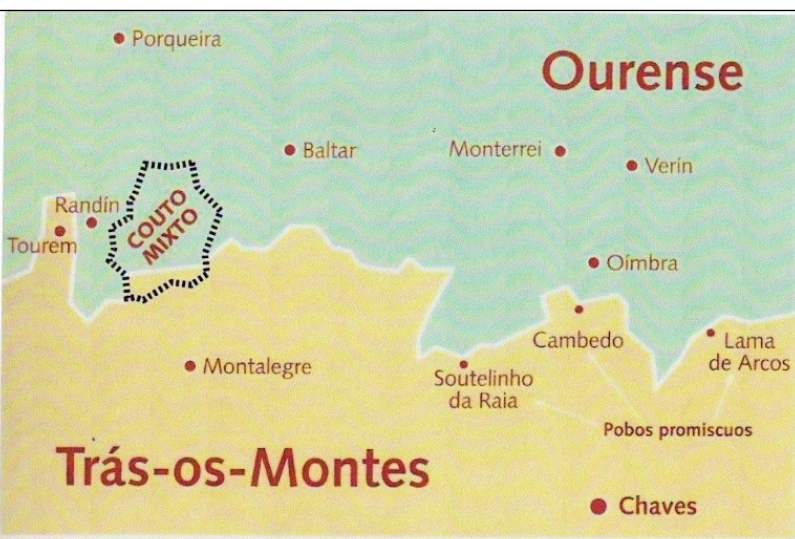 Porqueira
Ourense
Baltar
Monterrei
Verín
Randín
COUTO
MIXTO
Tourem
Oímbra
Cambedo
Lama
de Arcos
Montalegre
Soutelinho
da Raia
Pobos promiscuos
Trás-os-Montes
Chaves